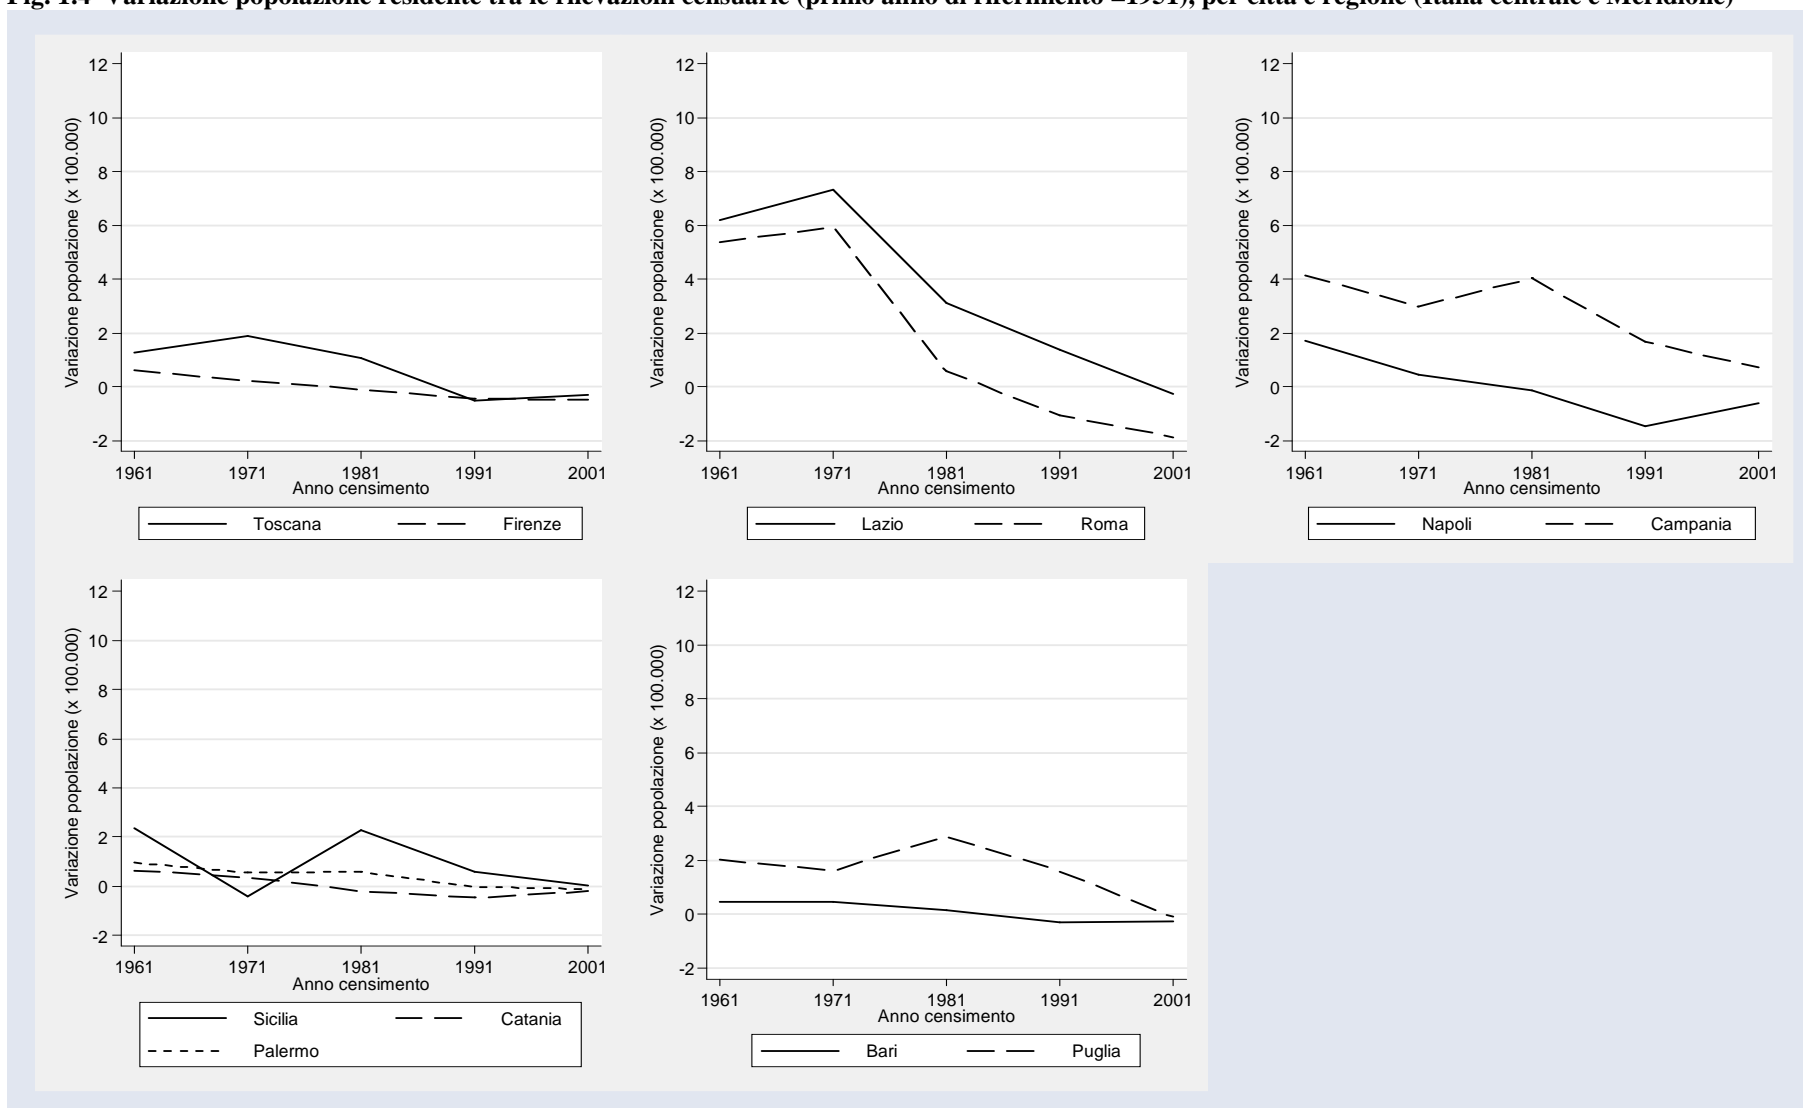 Fig. 1.4 Variazione popolazione residente tra le rilevazioni censuarie (primo anno di riferimento =1951), per città e regione (Italia centrale e Meridione)
Variazione popolazione (x 100.000)
12
10
8
6
4
2
0
-2
1961 1971 1981 1991 2001
Anno censimento
Toscana Firenze
Variazione popolazione (x 100.000)
12
10
8
6
4
2
0
-2
1961 1971 1981 1991 2001
Anno censimento
Lazio Roma
Variazione popolazione (x 100.000)
12
10
8
6
4
2
0
-2
1961 1971 1981 1991 2001
Anno censimento
Napoli Campania
Variazione popolazione (x 100.000)
12
10
8
6
4
2
0
-2
1961 1971 1981 1991 2001
Anno censimento
Sicilia Catania
Palermo
Variazione popolazione (x 100.000)
12
10
8
6
4
2
0
-2
1961 1971 1981 1991 2001
Anno censimento
Bari Puglia